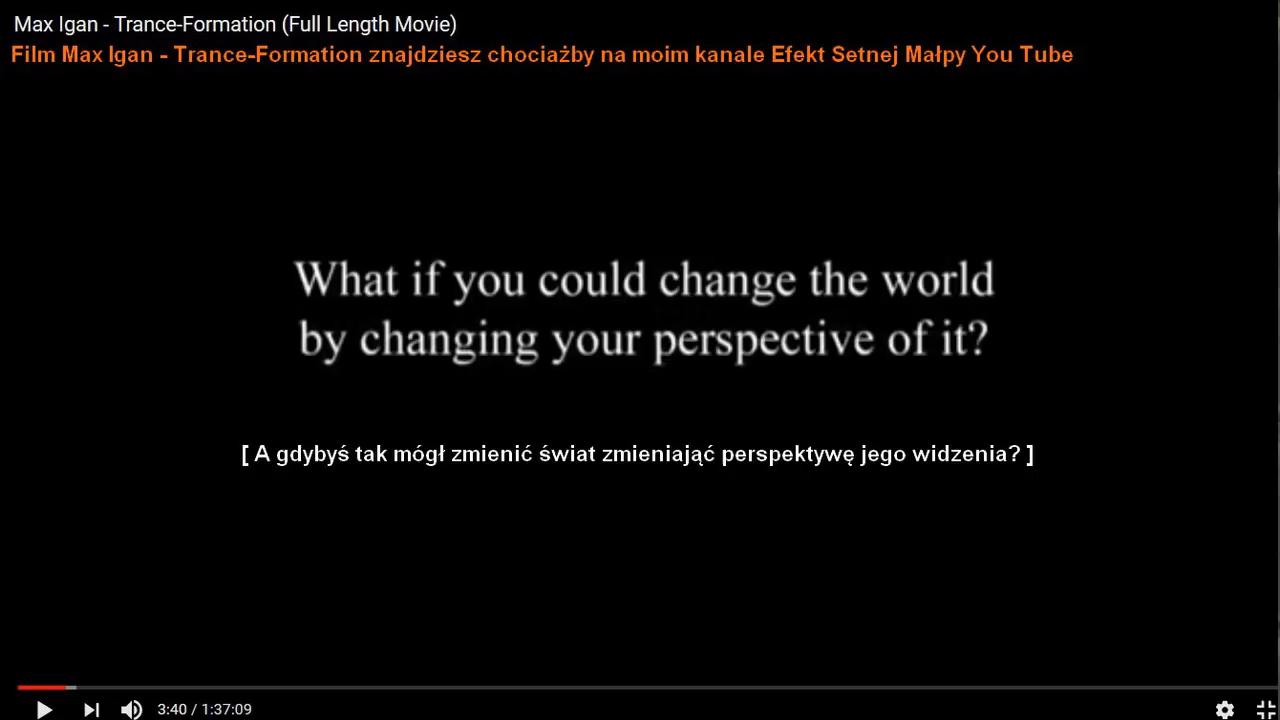 Max Igan - Trance-Formation (Full Length Movie)
Film Max Igan - Trance-Formation znajdziesz chociażby na moim kanale Efekt Setnej Małpy You Tube
What if you could change the world
by changing your perspective of it?
[ A gdybyś tak mógł zmienić świat zmieniająć perspektywę jego widzenia? ]
3:40 / 1:37:09